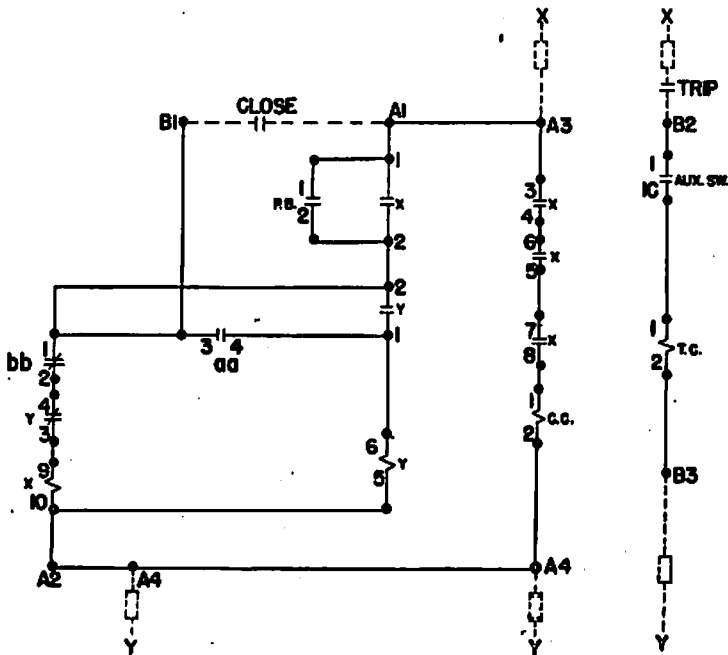 X X
TRIP
CLOSE
B1 A1 A3 B2
1
1 P.B. 2 X
3 X 4
1 AUX. SW. 1C
2
6 X 5
2
Y
1
3 4
aa
7 X 8
1 T.C. 2
bb 1 2
4 Y 3
1 C.C. 2
6 Y 5
9 X 10
B3
A2 A4 A4
Y Y Y